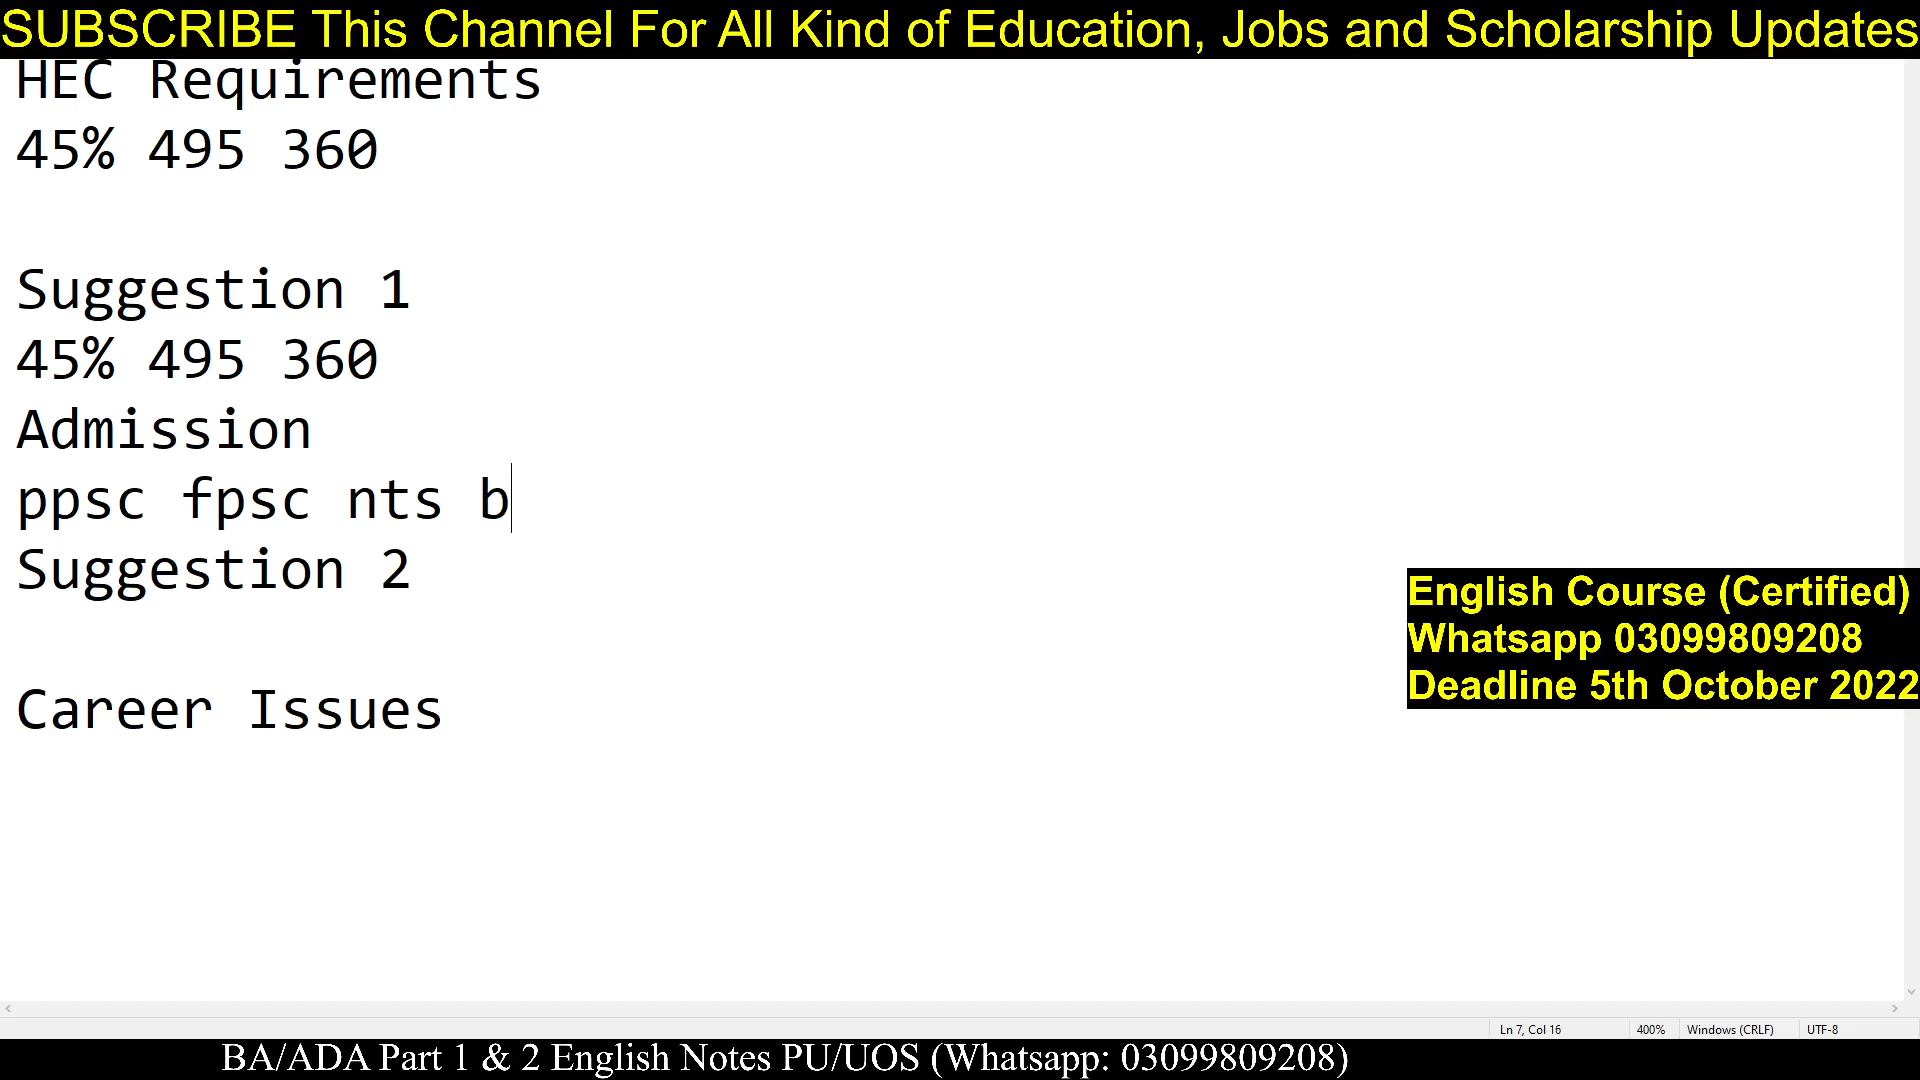 SUBSCRIBE This Channel For All Kind of Education, Jobs and Scholarship Updates
HEC Requirements
45% 495 360
Suggestion 1
45% 495 360
Admission
ppsc fpsc nts b
Suggestion 2
Career Issues
English Course (Certified)
Whatsapp 03099809208
Deadline 5th October 2022
Ln 7, Col 16 400% Windows (CRLF) UTF-8
BA/ADA Part 1 & 2 English Notes PU/UOS (Whatsapp: 03099809208)